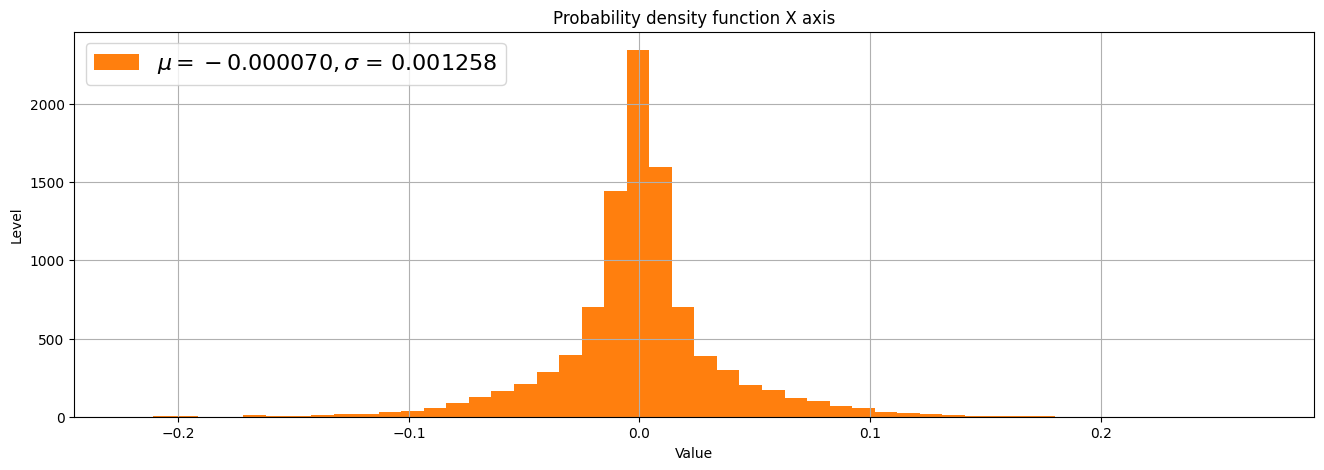 Probability density function X axis
μ = − 0.000070, σ = 0.001258
Level
2000
1500
1000
500
0
−0.2
−0.1
0.0
0.1
0.2
Value